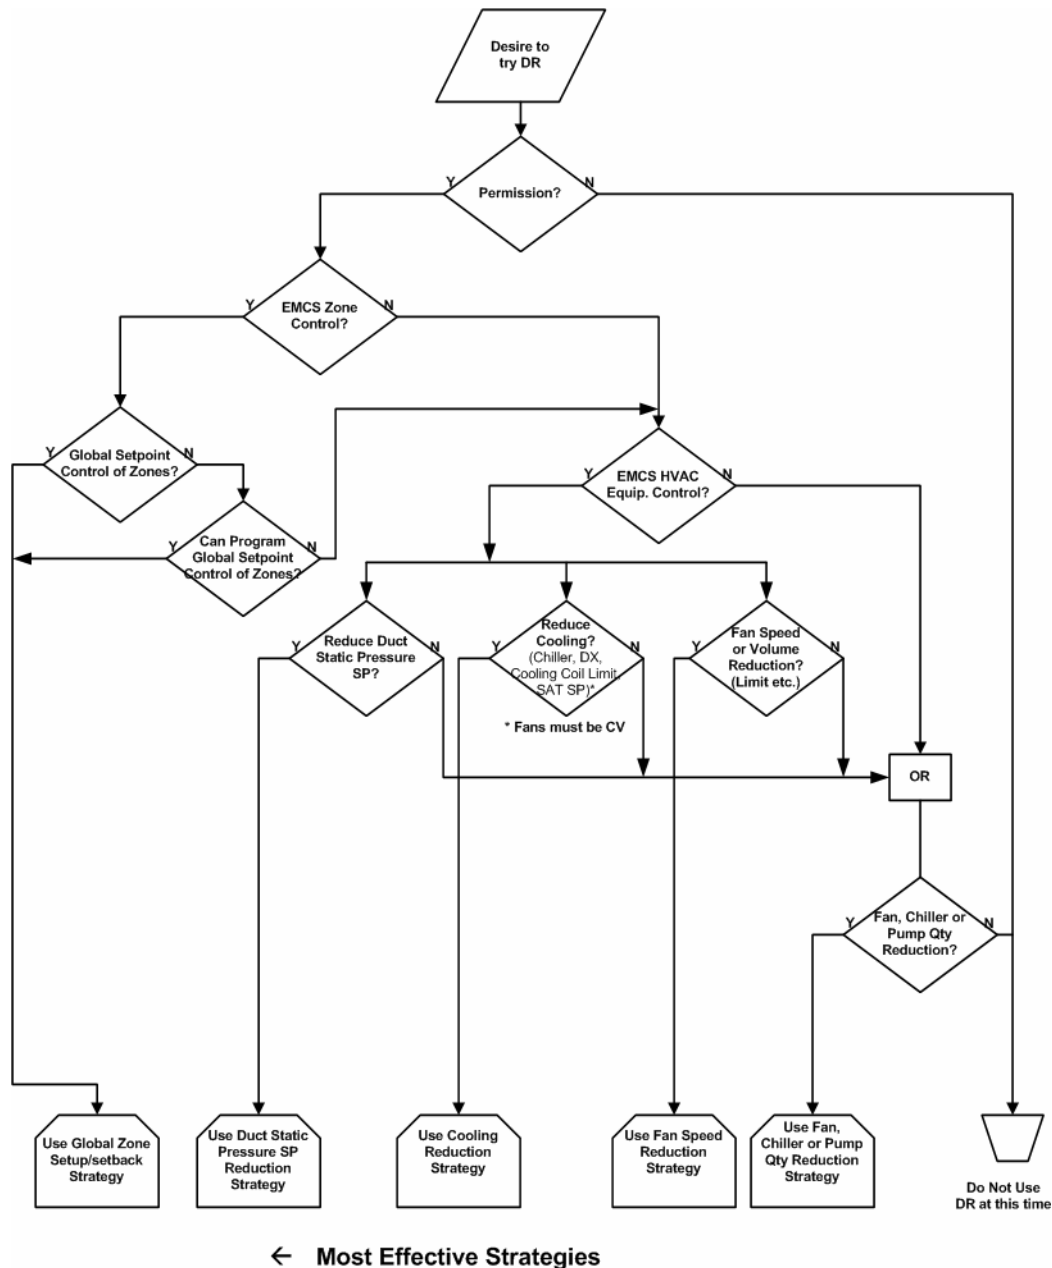 Desire to
try DR
Y
Permission?
N
Y
EMCS Zone
Control?
N
Y
Global Setpoint
Control of Zones?
N
Y
EMCS HVAC
Equip. Control?
N
Y
Can Program
Global Setpoint
Control of Zones?
N
Y
Reduce Duct
Static Pressure
SP?
N
Y
Reduce
Cooling?
(Chiller, DX,
Cooling Coil Limit,
SAT SP)*
N
* Fans must be CV
Y
Fan Speed
or Volume
Reduction?
(Limit etc.)
N
OR
Y
Fan, Chiller or
Pump Qty
Reduction?
N
Use Global Zone
Setup/setback
Strategy
Use Duct Static
Pressure SP
Reduction
Strategy
Use Cooling
Reduction
Strategy
Use Fan Speed
Reduction
Strategy
Use Fan,
Chiller or Pump
Qty Reduction
Strategy
Do Not Use
DR at this time
← Most Effective Strategies